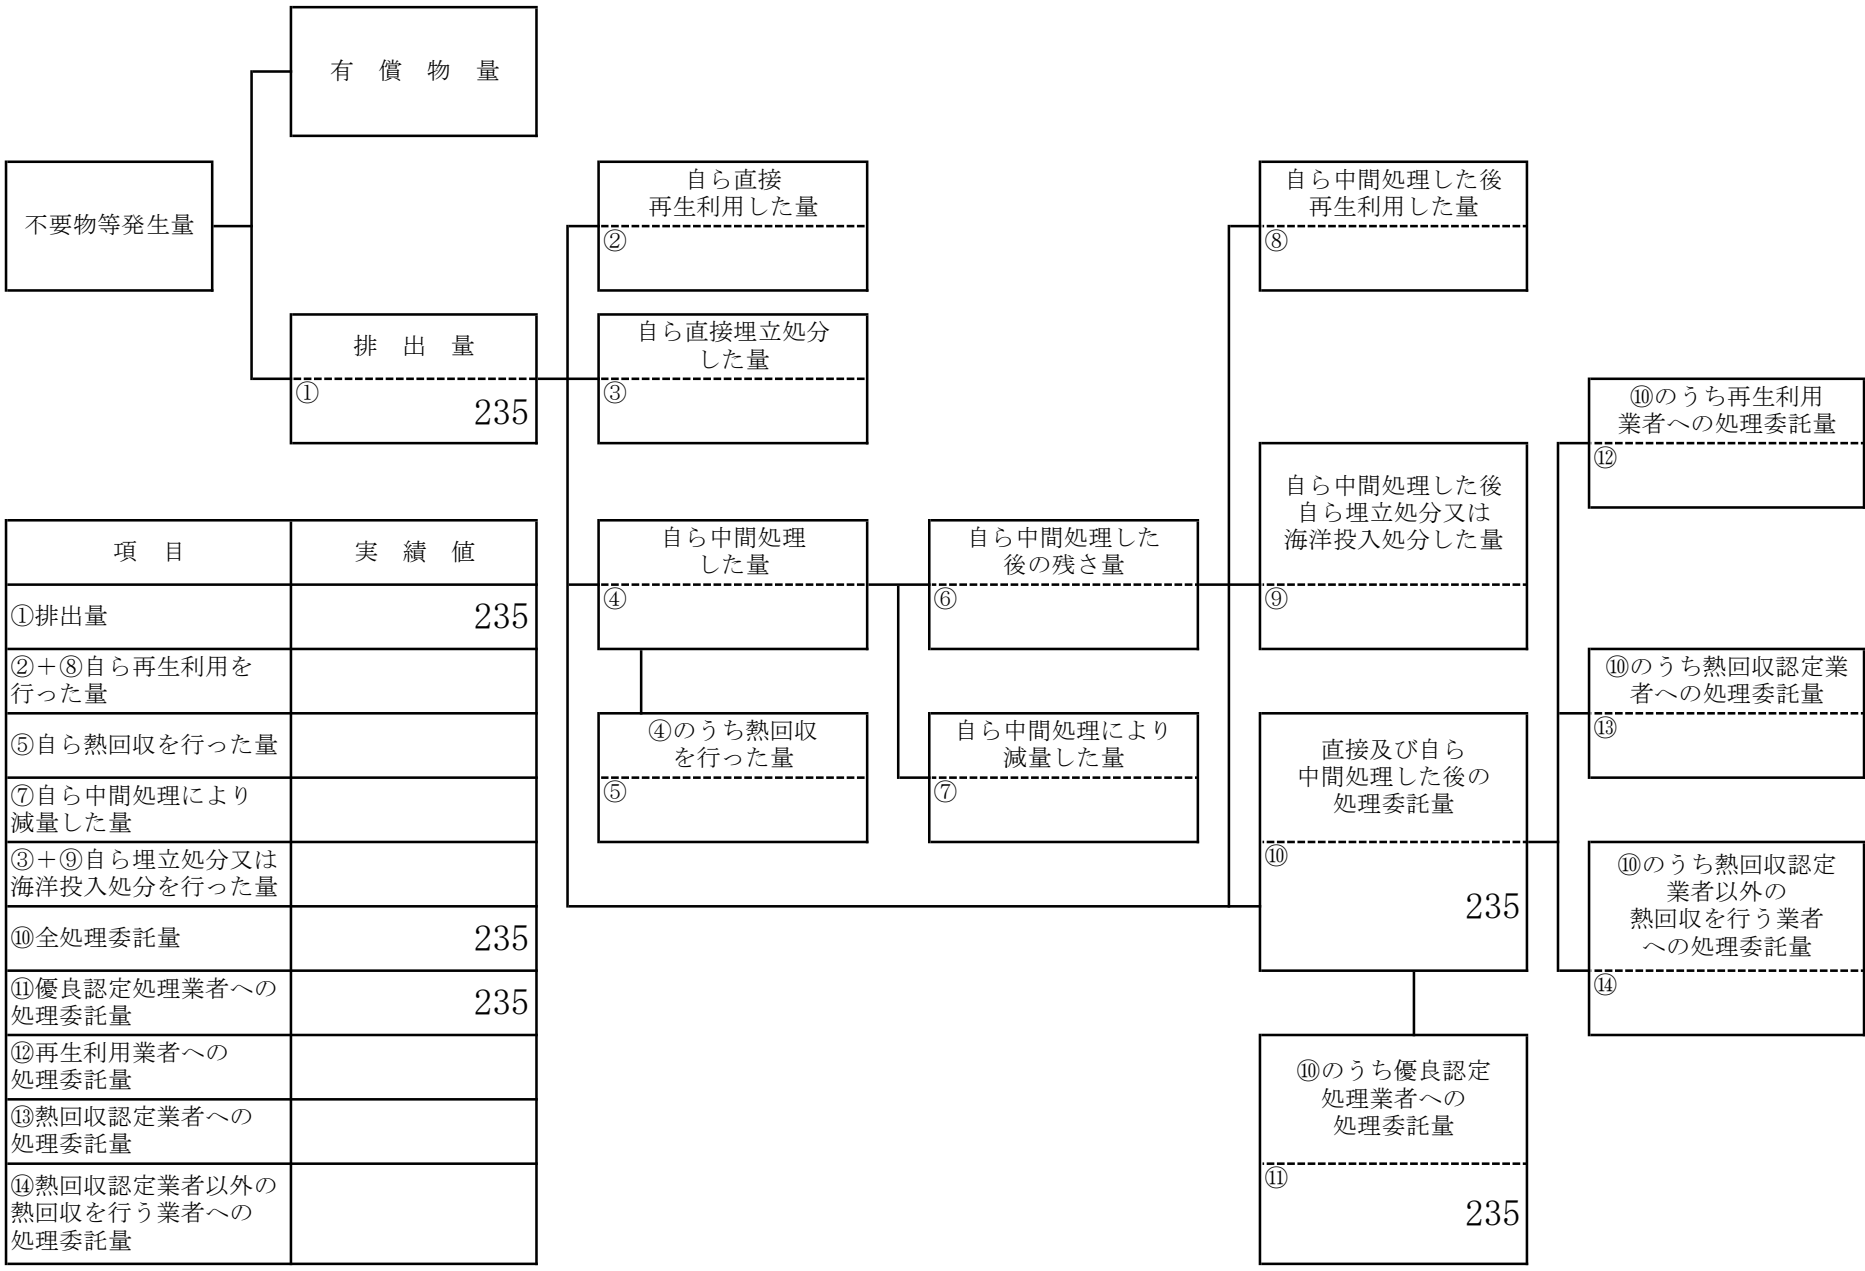 有 償 物 量
不要物等発生量
排 出 量
①
235
自ら直接
再生利用した量
②
自ら直接埋立処分
した量
③
自ら中間処理
した量
④
④のうち熱回収
を行った量
⑤
自ら中間処理した
後の残さ量
⑥
自ら中間処理により
減量した量
⑦
自ら中間処理した後
再生利用した量
⑧
自ら中間処理した後
自ら埋立処分又は
海洋投入処分した量
⑨
直接及び自ら
中間処理した後の
処理委託量
⑩
235
⑩のうち優良認定
処理業者への
処理委託量
⑪
235
⑩のうち再生利用
業者への処理委託量
⑫
⑩のうち熱回収認定業
者への処理委託量
⑬
⑩のうち熱回収認定
業者以外の
熱回収を行う業者
への処理委託量
⑭
項 目 実 績 値
①排出量 235
②＋⑧自ら再生利用を
行った量
⑤自ら熱回収を行った量
⑦自ら中間処理により
減量した量
③＋⑨自ら埋立処分又は
海洋投入処分を行った量
⑩全処理委託量 235
⑪優良認定処理業者への
処理委託量 235
⑫再生利用業者への
処理委託量
⑬熱回収認定業者への
処理委託量
⑭熱回収認定業者以外の
熱回収を行う業者への
処理委託量